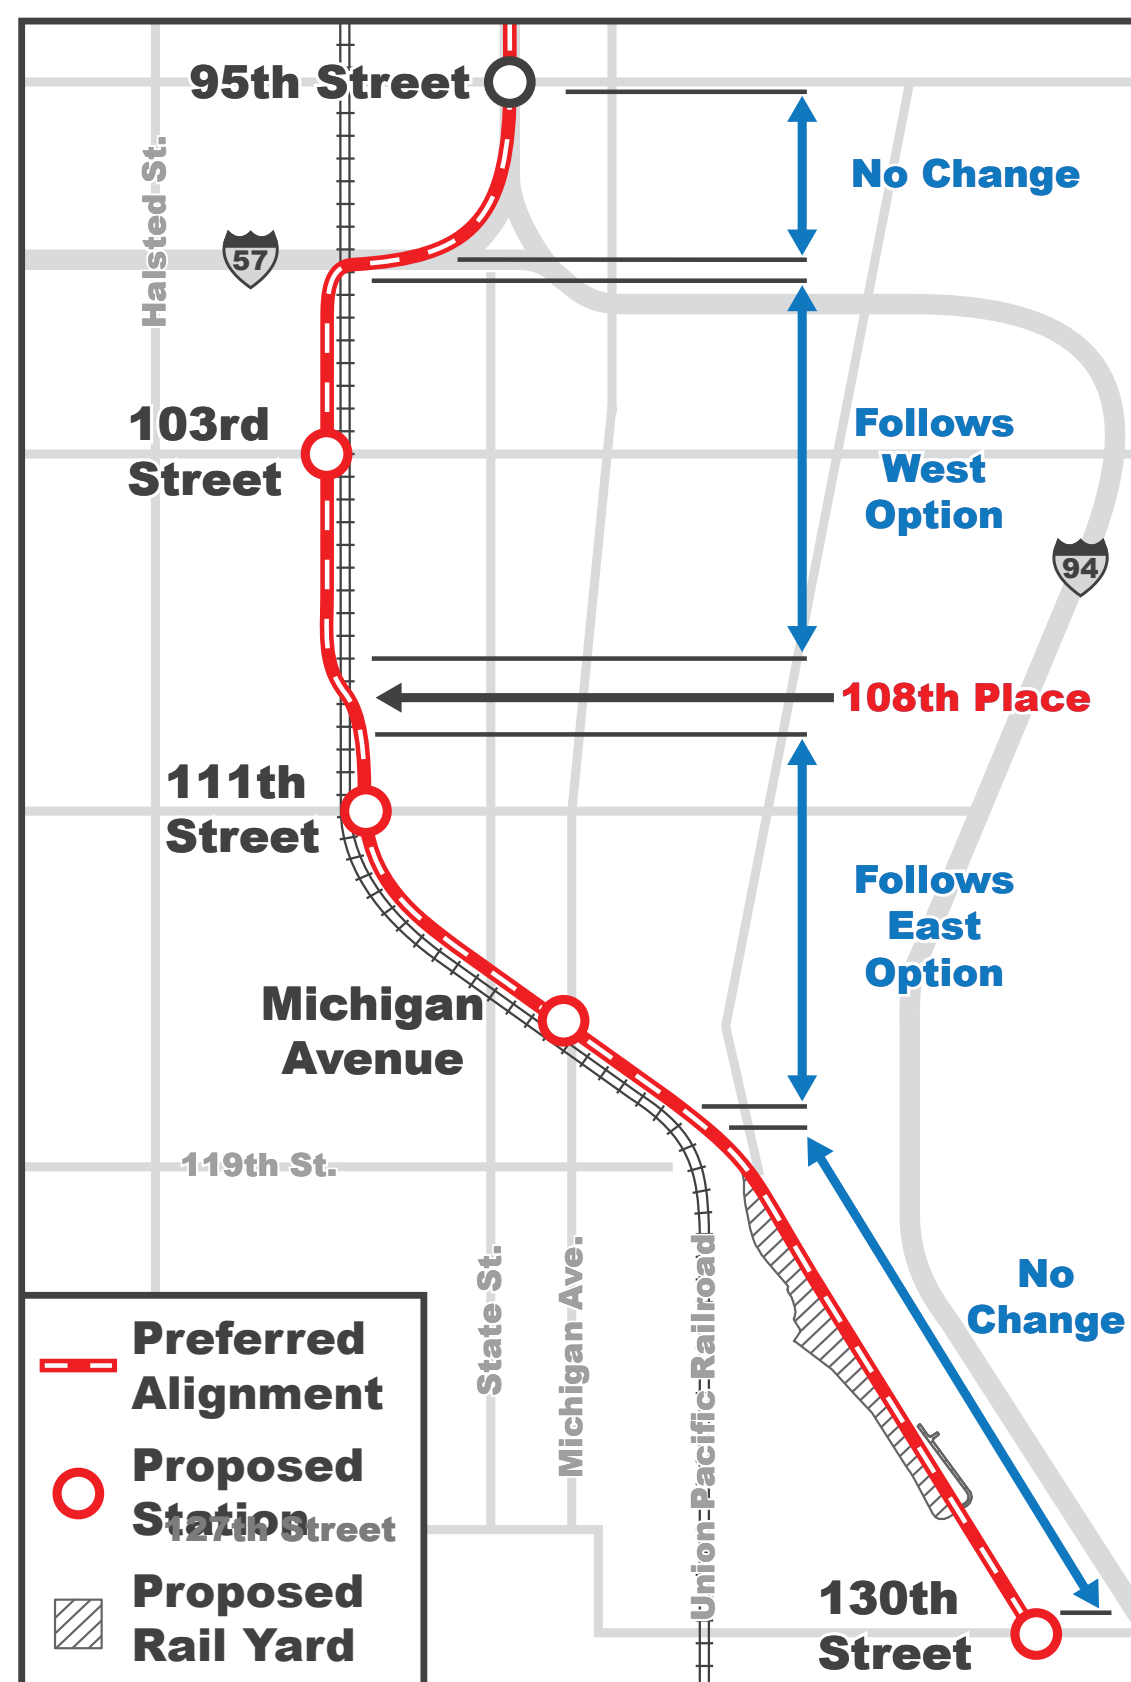 95th Street
No Change
Halsted St.
57
103rd
Street
Follows
West
Option
94
108th Place
111th
Street
Follows
East
Option
Michigan
Avenue
119th St.
No
Change
State St.
Michigan Ave.
Union Pacific Railroad
Preferred
Alignment
Proposed
Station
127th Street
Proposed
Rail Yard
130th
Street